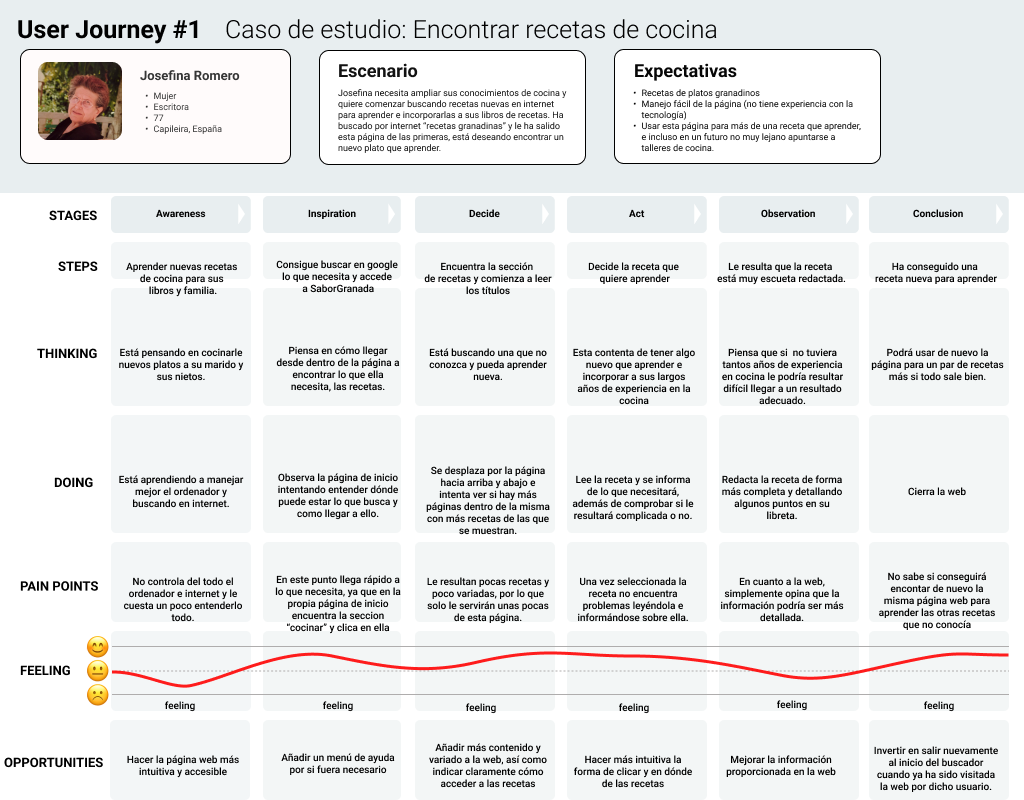 User Journey #1 Caso de estudio: Encontrar recetas de cocina
Josefina Romero
• Mujer
• Escritora
• 77
• Capileira, España
Escenario
Josefina necesita ampliar sus conocimientos de cocina y
quiere comenzar buscando recetas nuevas en internet
para aprender e incorporarlas a sus libros de recetas. Ha
buscado por internet "recetas granadinas" y le ha salido
esta página de las primeras, está deseando encontrar un
nuevo plato que aprender.
Expectativas
• Recetas de platos granadinos
• Manejo fácil de la página (no tiene experiencia con la
tecnología)
• Usar esta página para más de una receta que aprender,
e incluso en un futuro no muy lejano apuntarse a
talleres de cocina.
STAGES
Awareness
Inspiration
Decide
Act
Observation
Conclusion
STEPS
Aprender nuevas recetas
de cocina para sus
libros y familia.
Consigue buscar en google
lo que necesita y accede
a SaborGranada
Encuentra la sección
de recetas y comienza a leer
los títulos
Decide la receta que
quiere aprender
Le resulta que la receta
está muy escueta redactada.
Ha conseguido una
receta nueva para aprender
THINKING
Está pensando en cocinarle
nuevos platos a su marido y
sus nietos.
Piensa en cómo llegar
desde dentro de la página a
encontrar lo que ella
necesita, las recetas.
Está buscando una que no
conozca y pueda aprender
nueva.
Esta contenta de tener algo
nuevo que aprender e
incorporar a sus largos
años de experiencia en la
cocina
Piensa que si no tuviera
tantos años de experiencia
en cocina le podría resultar
difícil llegar a un resultado
adecuado.
Podrá usar de nuevo la
página para un par de recetas
más si todo sale bien.
DOING
Está aprendiendo a manejar
mejor el ordenador y
buscando en internet.
Observa la página de inicio
intentando entender dónde
puede estar lo que busca y
como llegar a ello.
Se desplaza por la página
hacia arriba y abajo e
intenta ver si hay más
páginas dentro de la misma
con más recetas de las que
se muestran.
Lee la receta y se informa
de lo que necesitará,
además de comprobar si le
resultará complicada o no.
Redacta la receta de forma
más completa y detallando
algunos puntos en su
libreta.
Cierra la web
PAIN POINTS
No controla del todo el
ordenador e internet y le
cuesta un poco entenderlo
todo.
En este punto llega rápido a
lo que necesita, ya que en la
propia página de inicio
encuentra la seccion
"cocinar" y clica en ella
Le resultan pocas recetas y
poco variadas, por lo que
solo le servirán unas pocas
de esta página.
Una vez seleccionada la
receta no encuentra
problemas leyéndola e
informándose sobre ella.
En cuanto a la web,
simplemente opina que la
información podría ser más
detallada.
No sabe si conseguirá
encontar de nuevo la
misma página web para
aprender las otras recetas
que no conocía
FEELING
feeling
feeling
feeling
feeling
feeling
feeling
OPPORTUNITIES
Hacer la página web más
intuitiva y accesible
Añadir un menú de ayuda
por si fuera necesario
Añadir más contenido y
variado a la web, así como
indicar claramente cómo
acceder a las recetas
Hacer más intuitiva la
forma de clicar y en dónde
de las recetas
Mejorar la información
proporcionada en la web
Invertir en salir nuevamente
al inicio del buscador
cuando ya ha sido visitada
la web por dicho usuario.